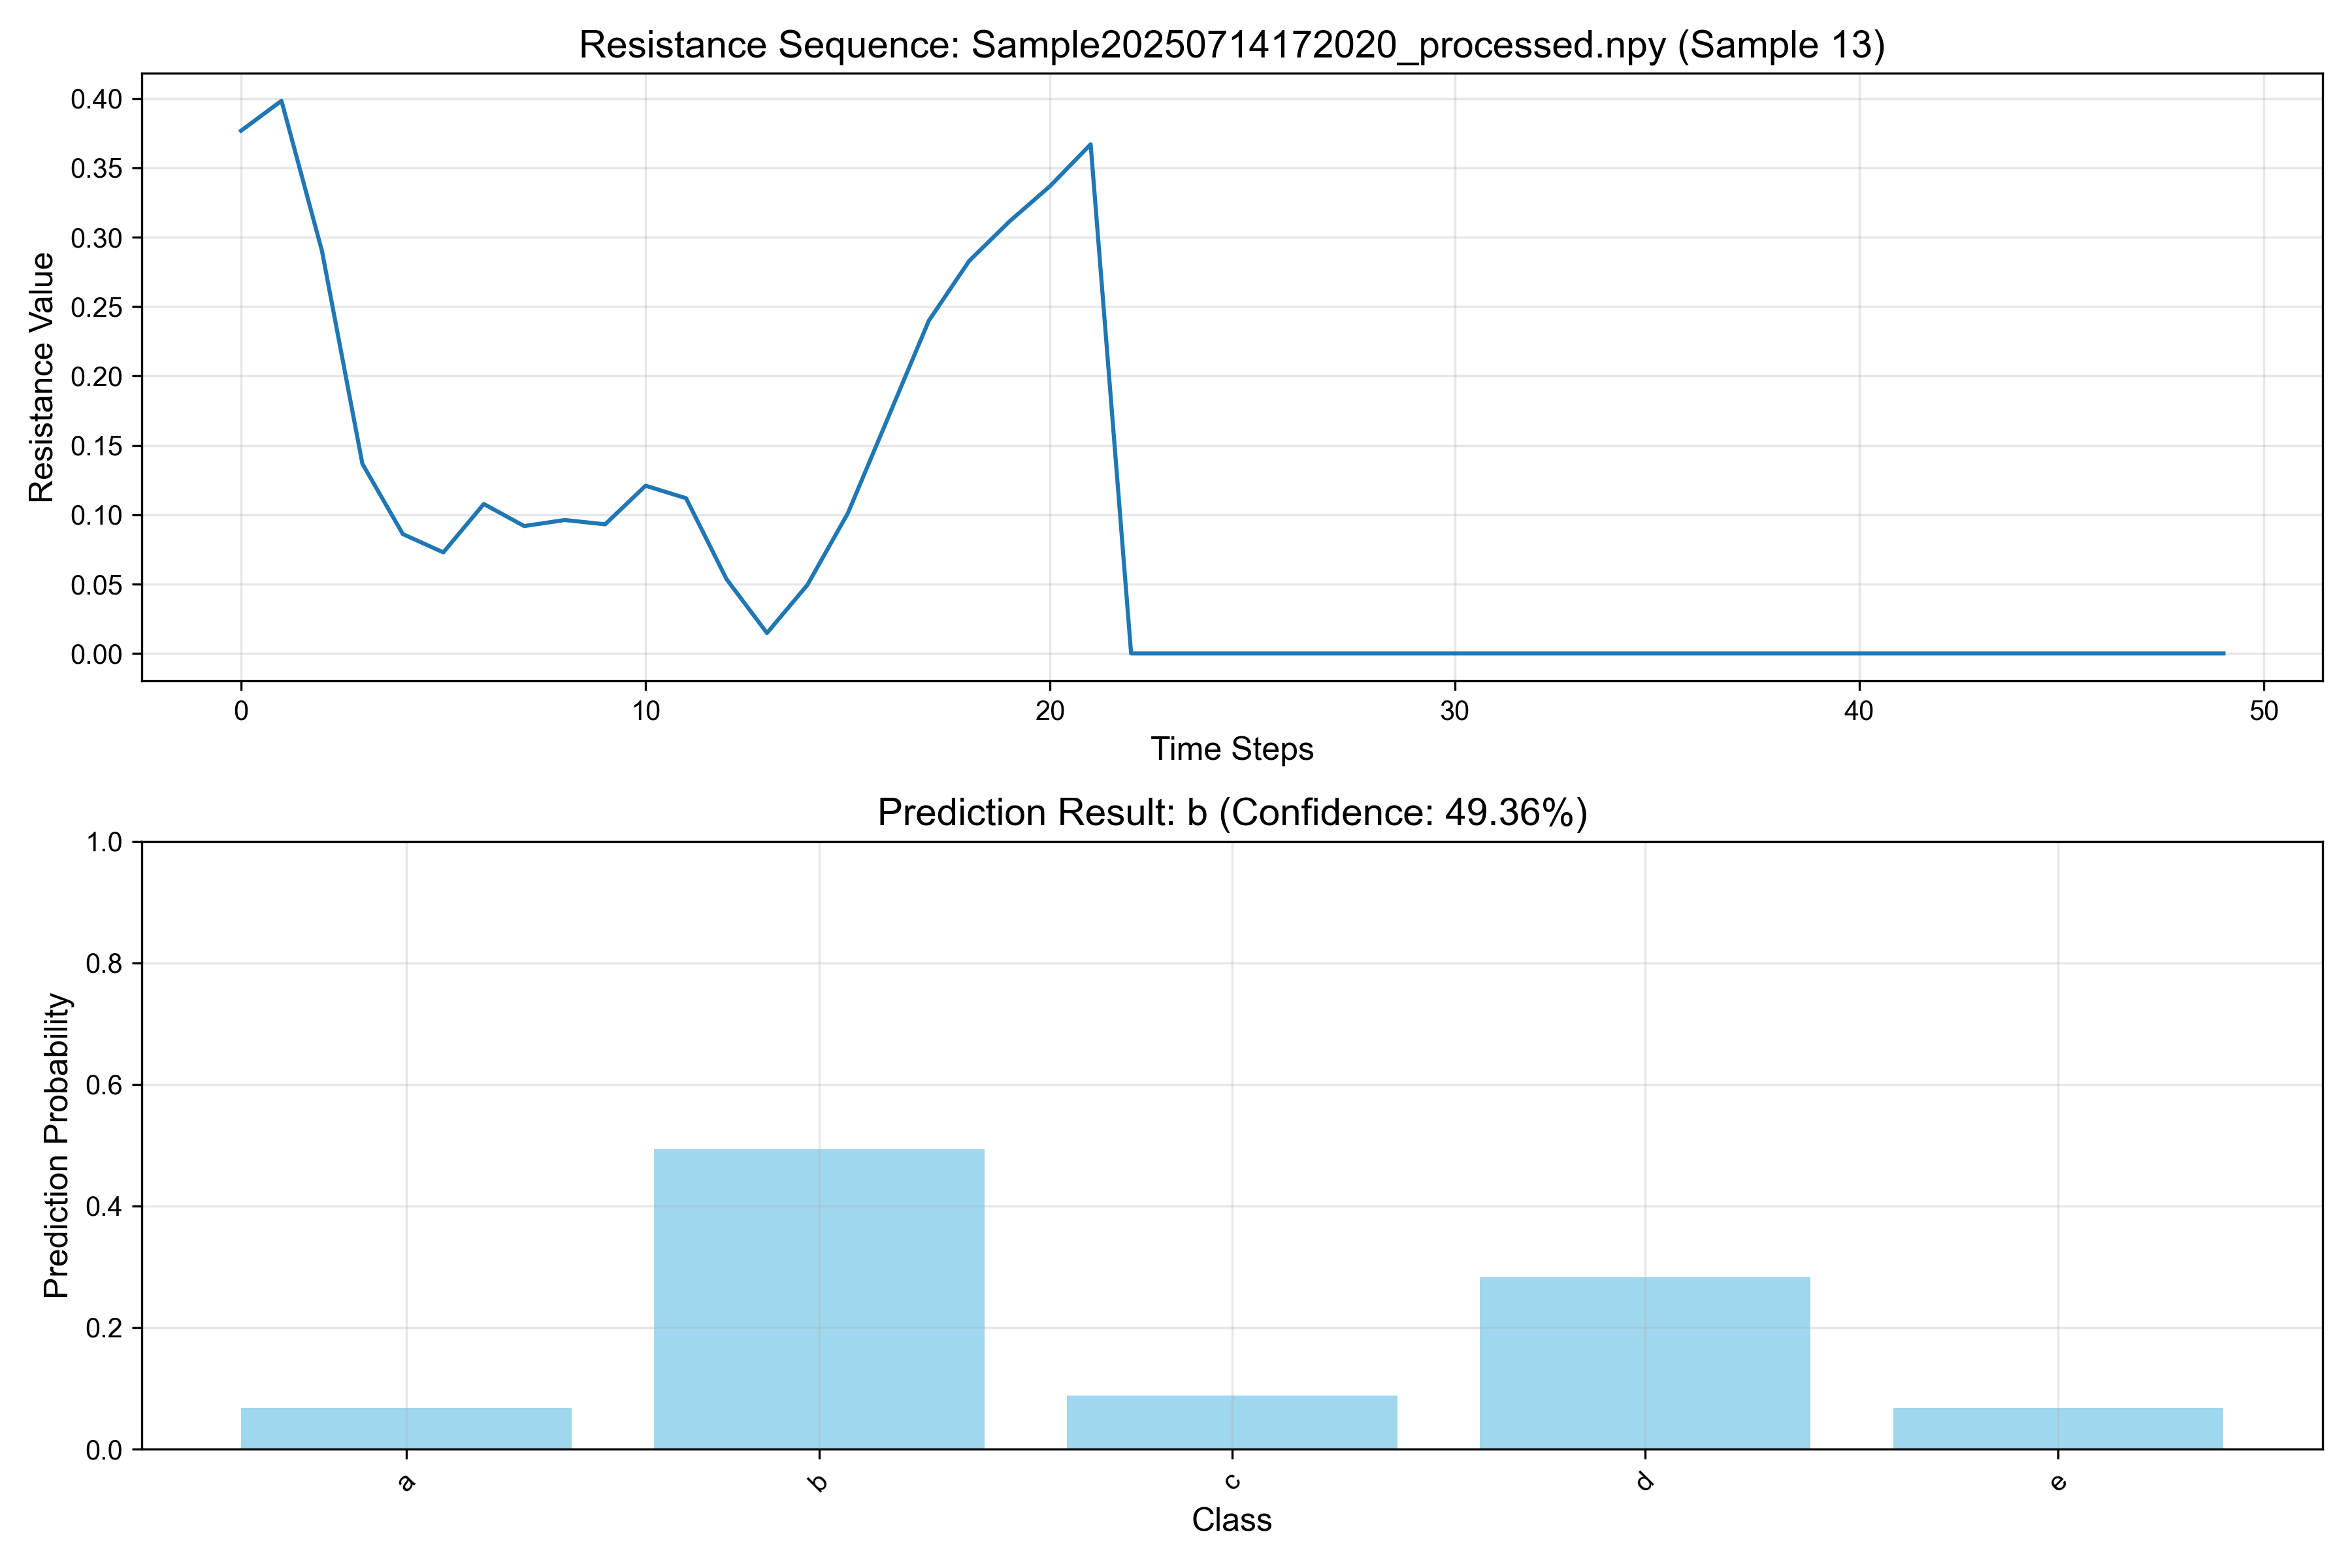 Resistance Sequence: Sample20250714172020_processed.npy (Sample 13)
Resistance Value
0.40
0.35
0.30
0.25
0.20
0.15
0.10
0.05
0.00
0 10 20 30 40 50
Time Steps
Prediction Result: b (Confidence: 49.36%)
Prediction Probability
1.0
0.8
0.6
0.4
0.2
0.0
a b c d e
Class